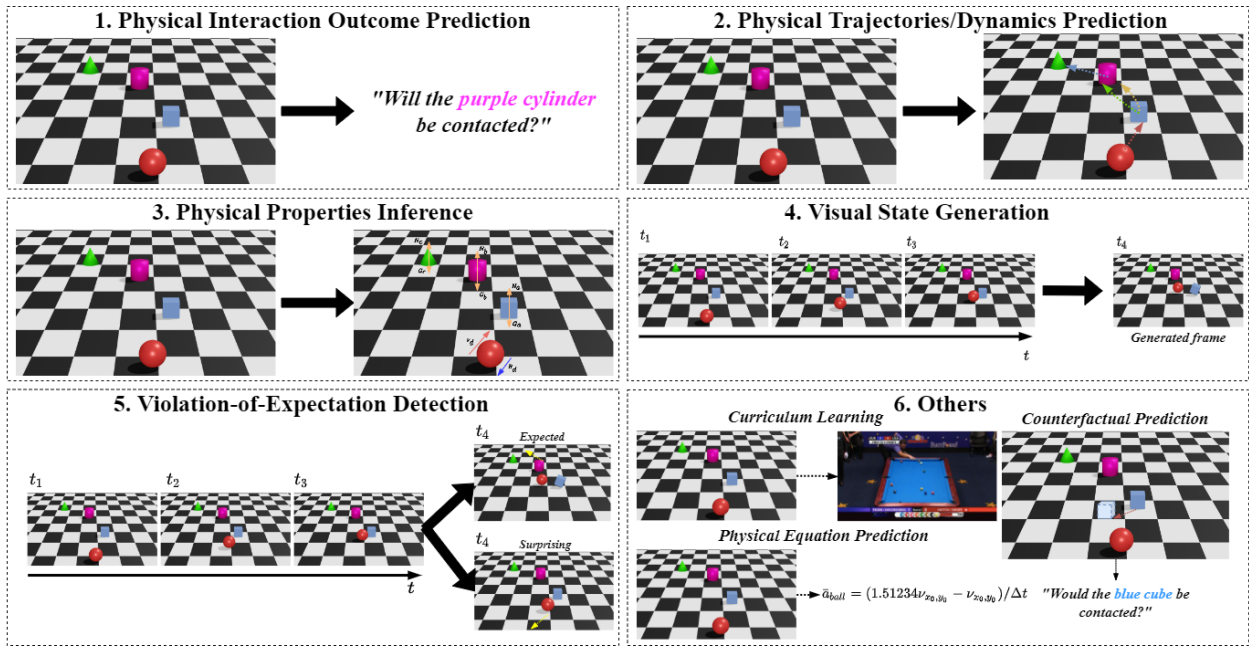 1. Physical Interaction Outcome Prediction
"Will the purple cylinder
be contacted?"
2. Physical Trajectories/Dynamics Prediction
3. Physical Properties Inference
4. Visual State Generation
t₁
t₂
t₃
t₄
t
Generated frame
5. Violation-of-Expectation Detection
t₁
t₂
t₃
t
t₄
Expected
t₄
Surprising
6. Others
Curriculum Learning
Counterfactual Prediction
Physical Equation Prediction
"Would the blue cube be
contacted?"